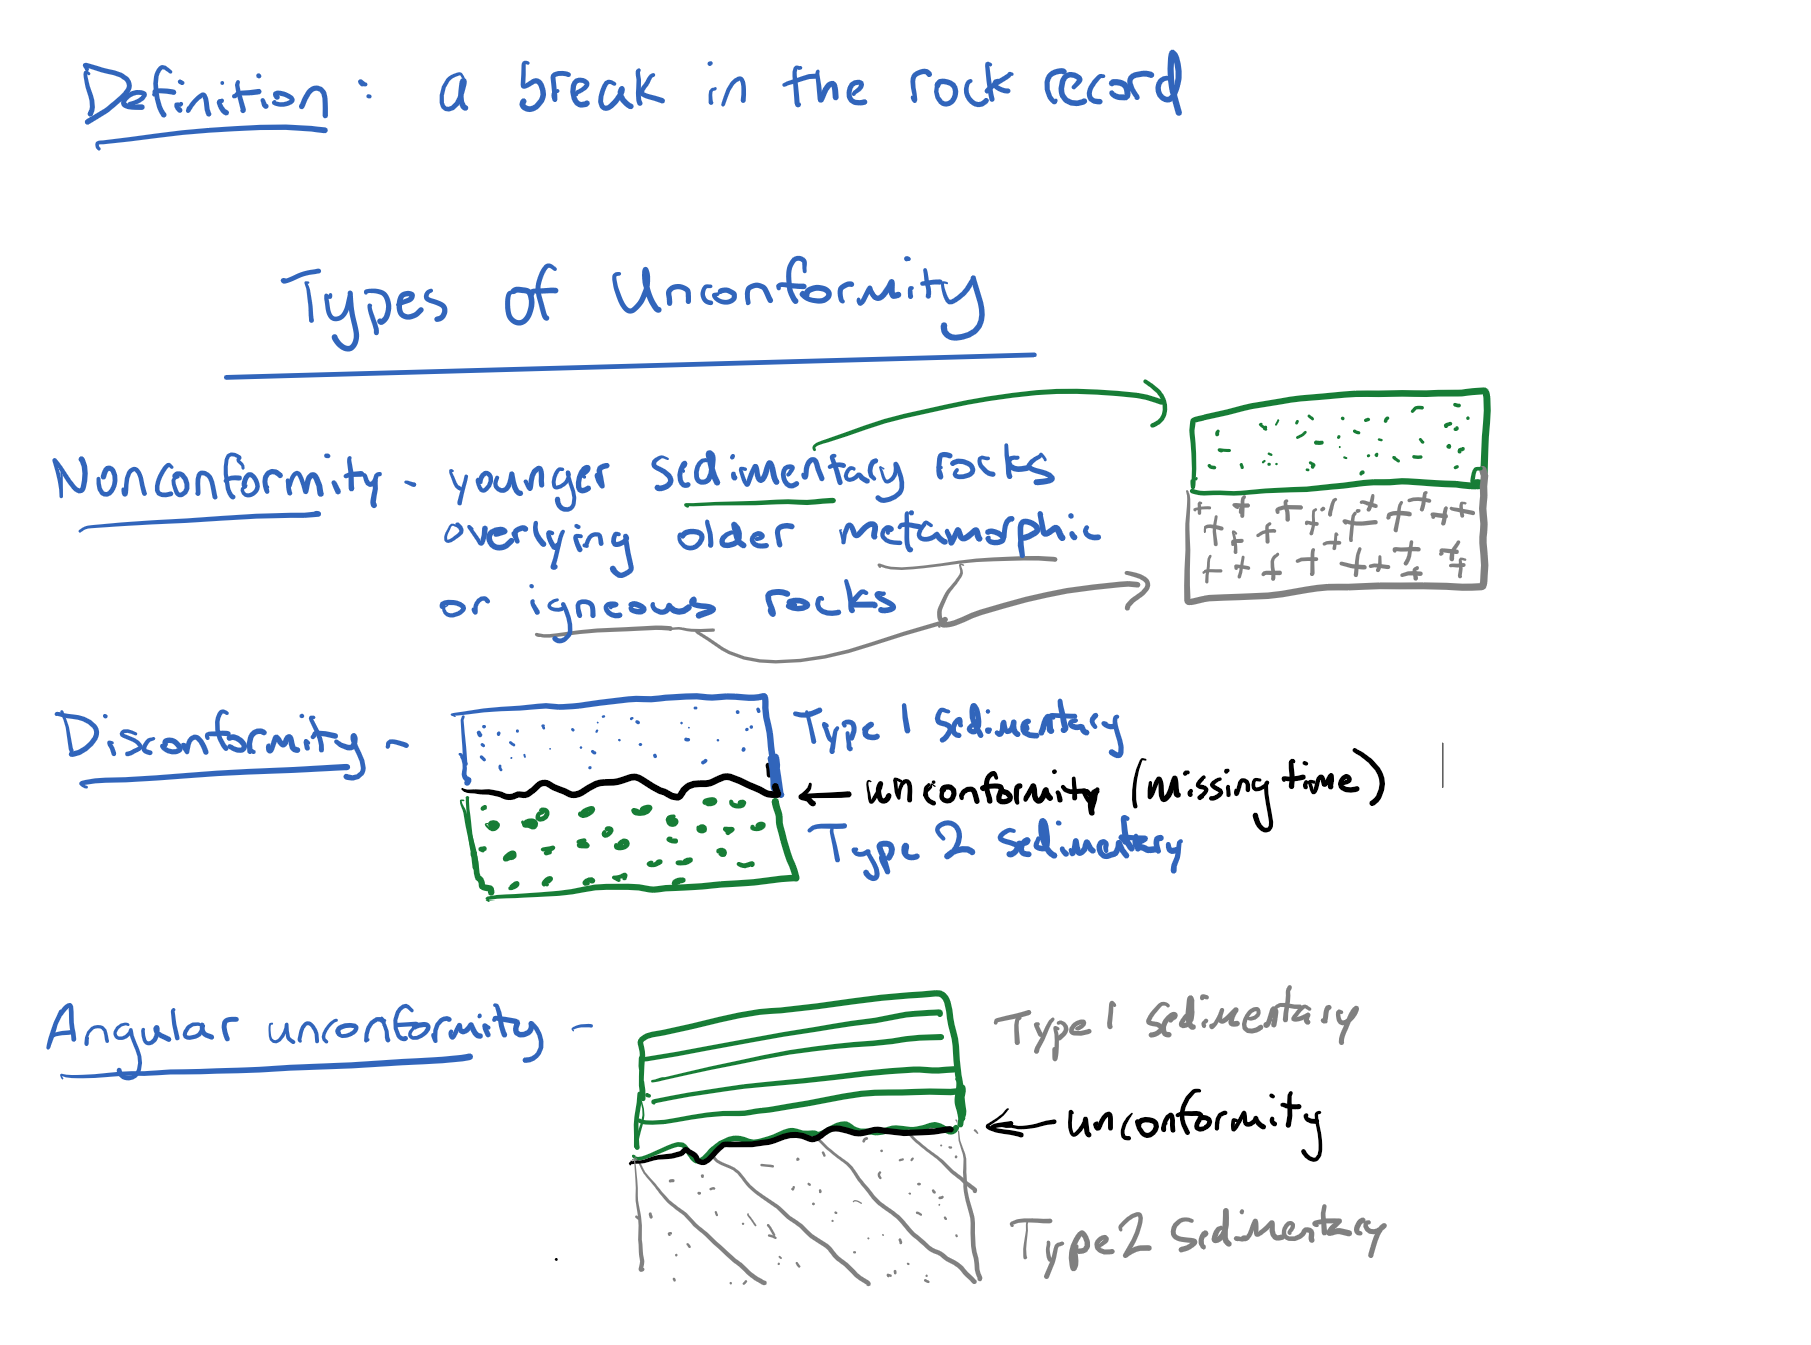 Definition: a break in the rock record
Types of Unconformity
Nonconformity - younger sedimentary rocks
overlying older metamorphic
or igneous rocks
Disconformity -
Type 1 sedimentary
unconformity (missing time)
Type 2 sedimentary
Angular unconformity -
Type 1 sedimentary
unconformity
Type 2 sedimentary